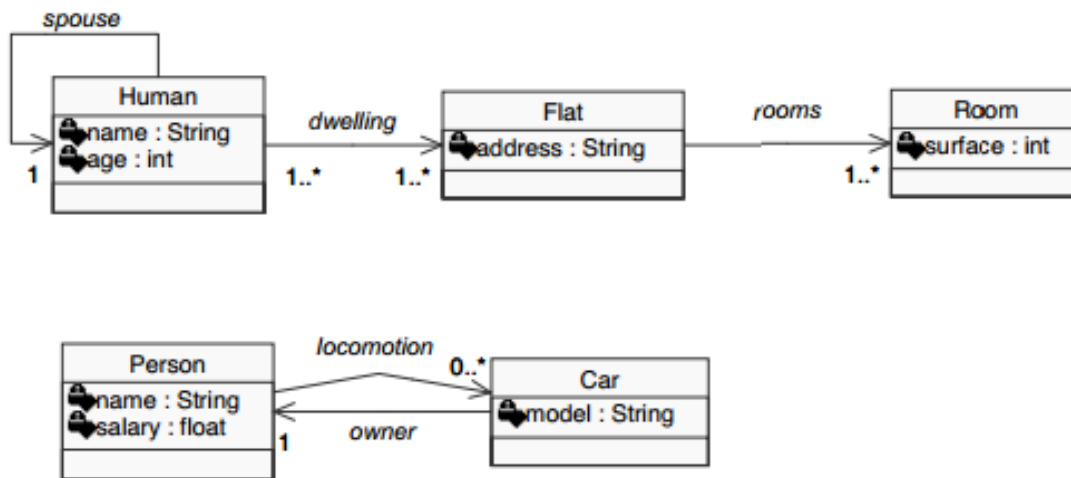 spouse
Human
name : String
age : int
1
dwelling
1..*
1..*
Flat
address : String
rooms
1..*
Room
surface : int
Person
name : String
salary : float
locomotion
0..*
1
owner
Car
model : String